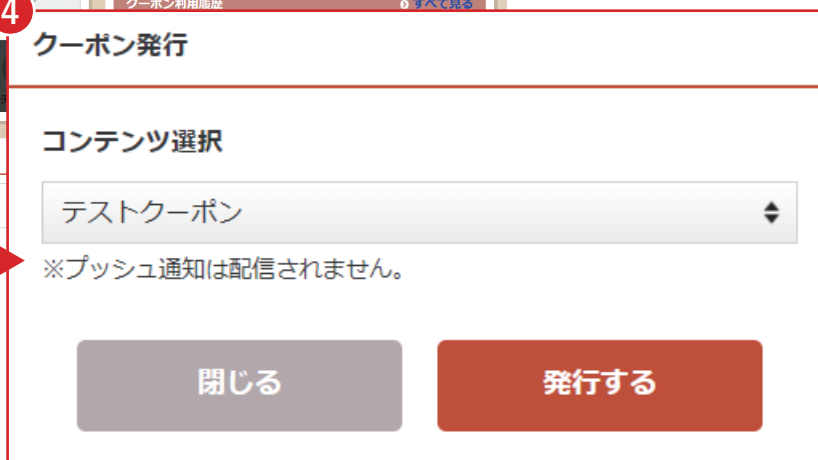 4
クーポン利用履歴
すべて見る
クーポン発行
コンテンツ選択
テストクーポン
※プッシュ通知は配信されません。
閉じる
発行する